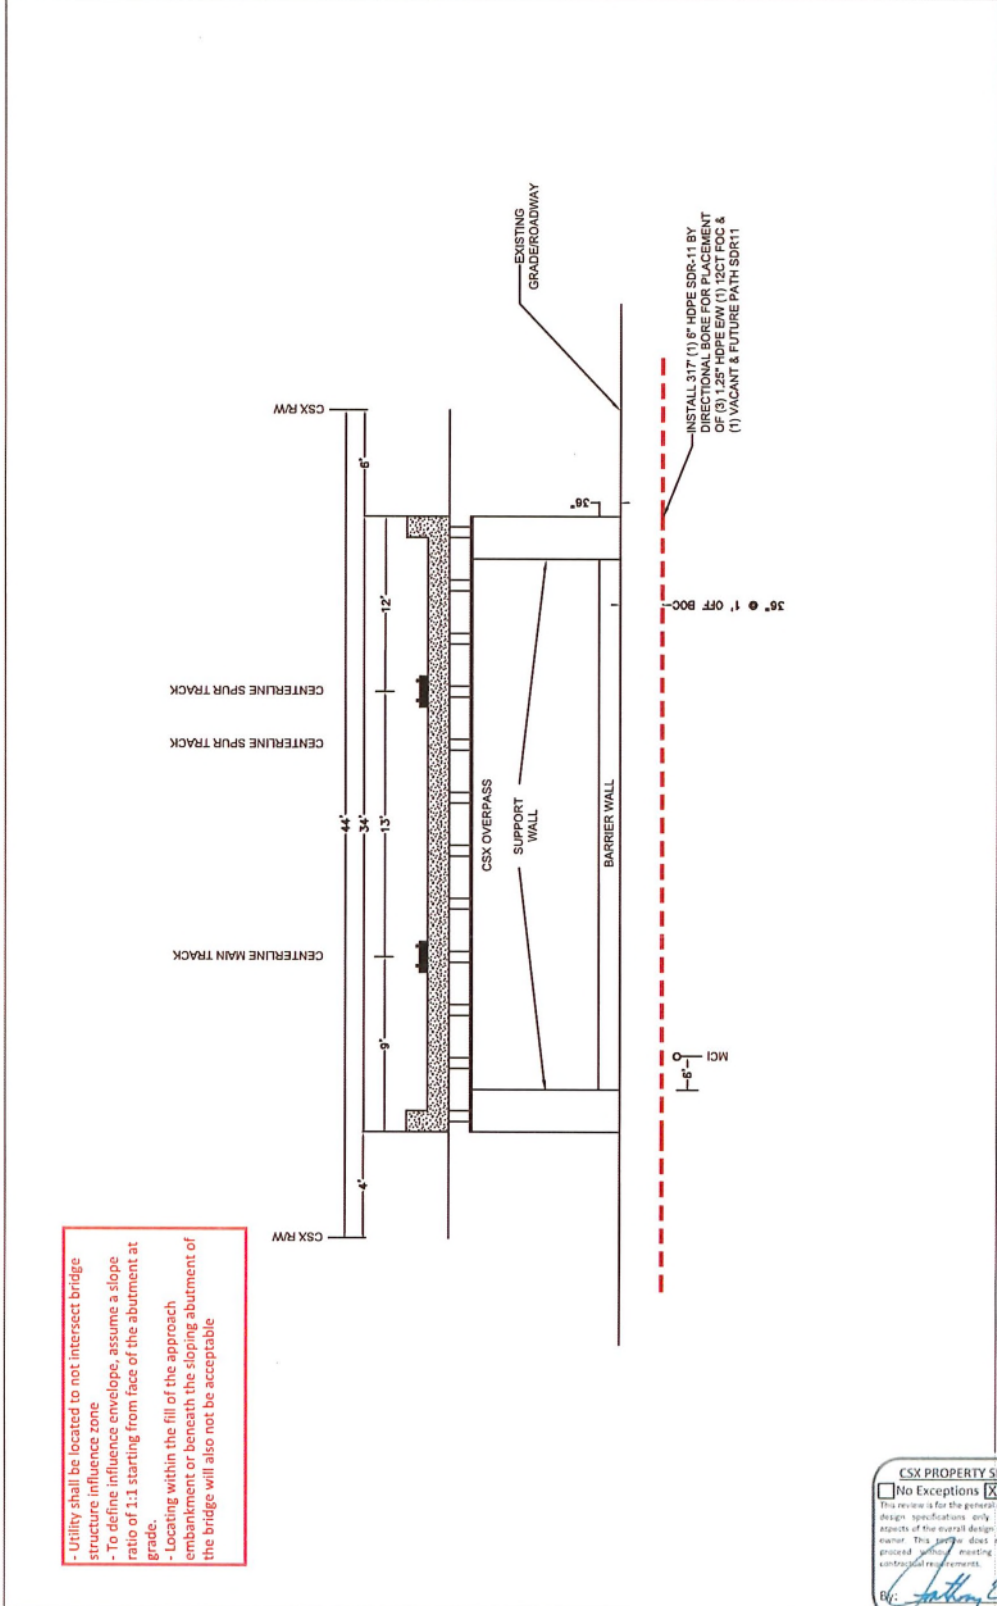 - Utility shall be located to not intersect bridge
structure influence zone
- To define influence envelope, assume a slope
ratio of 1:1 starting from face of the abutment at
grade.
- Locating within the fill of the approach
embankment or beneath the sloping abutment of
the bridge will also not be acceptable
CSX R/W
CENTERLINE MAIN TRACK
CENTERLINE SPUR TRACK
CENTERLINE SPUR TRACK
CSX R/W
44'
34'
4'
6'
9'
13'
12'
CSX OVERPASS
SUPPORT
WALL
BARRIER WALL
36"
EXISTING
GRADE/ROADWAY
6'
MCI
36" @ 1' OFF BOC
INSTALL 317' (1) 6" HDPE SDR-11 BY
DIRECTIONAL BORE FOR PLACEMENT
OF (3) 1.25" HDPE E/W (1) 12CT FOC &
(1) VACANT & FUTURE PATH SDR11
CSX PROPERTY
No Exceptions X
This review is for the general
design specifications only
aspects of the overall design
owner. This review does
proceed without meeting
contractual requirements.
By: